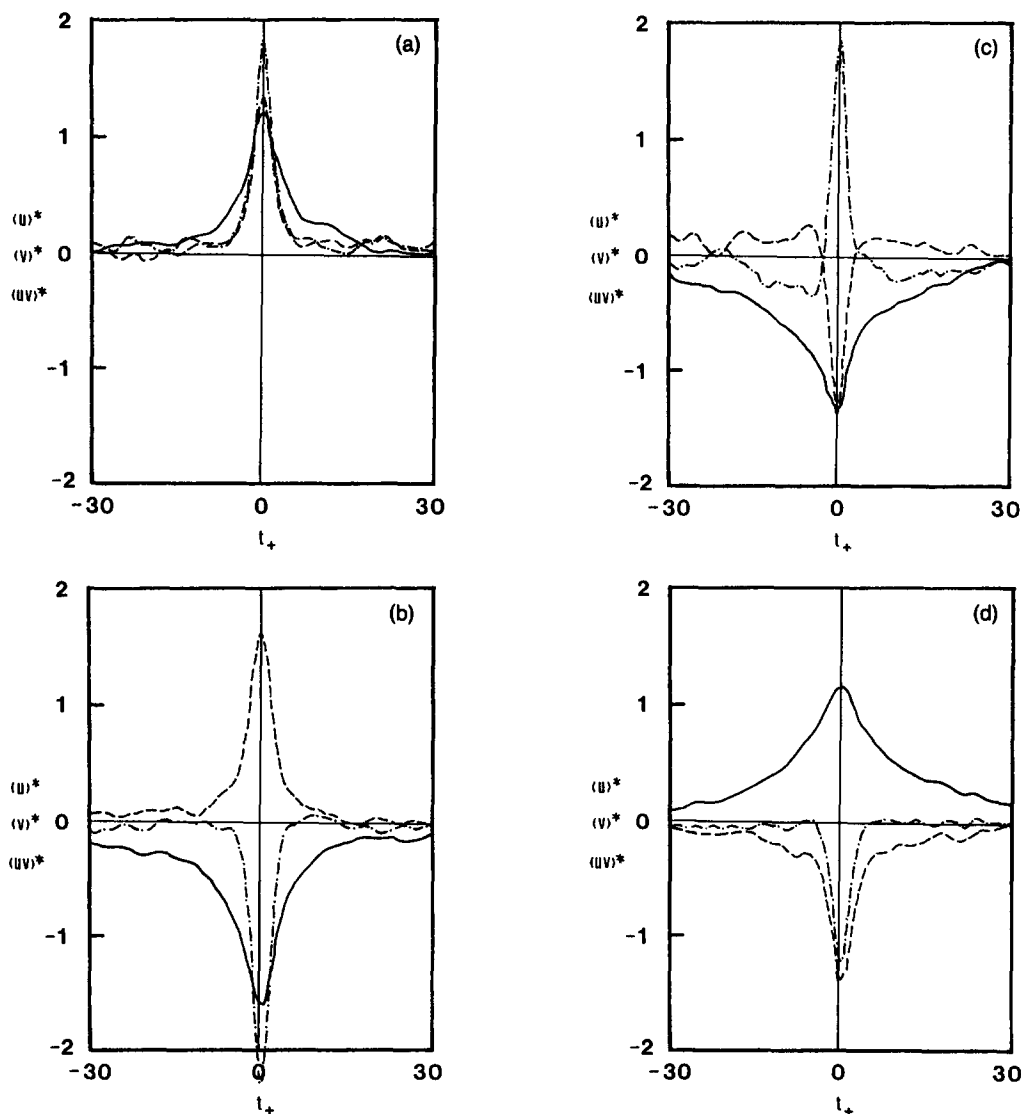 (a)
2
1
(U)*
(V)* 0
(UV)*
-1
-2
-30 0 30
t₊
(c)
2
1
(U)*
(V)* 0
(UV)*
-1
-2
-30 0 30
t₊
(b)
2
1
(U)*
(V)* 0
(UV)*
-1
-2
-30 0 30
t₊
(d)
2
1
(U)*
(V)* 0
(UV)*
-1
-2
-30 0 30
t₊